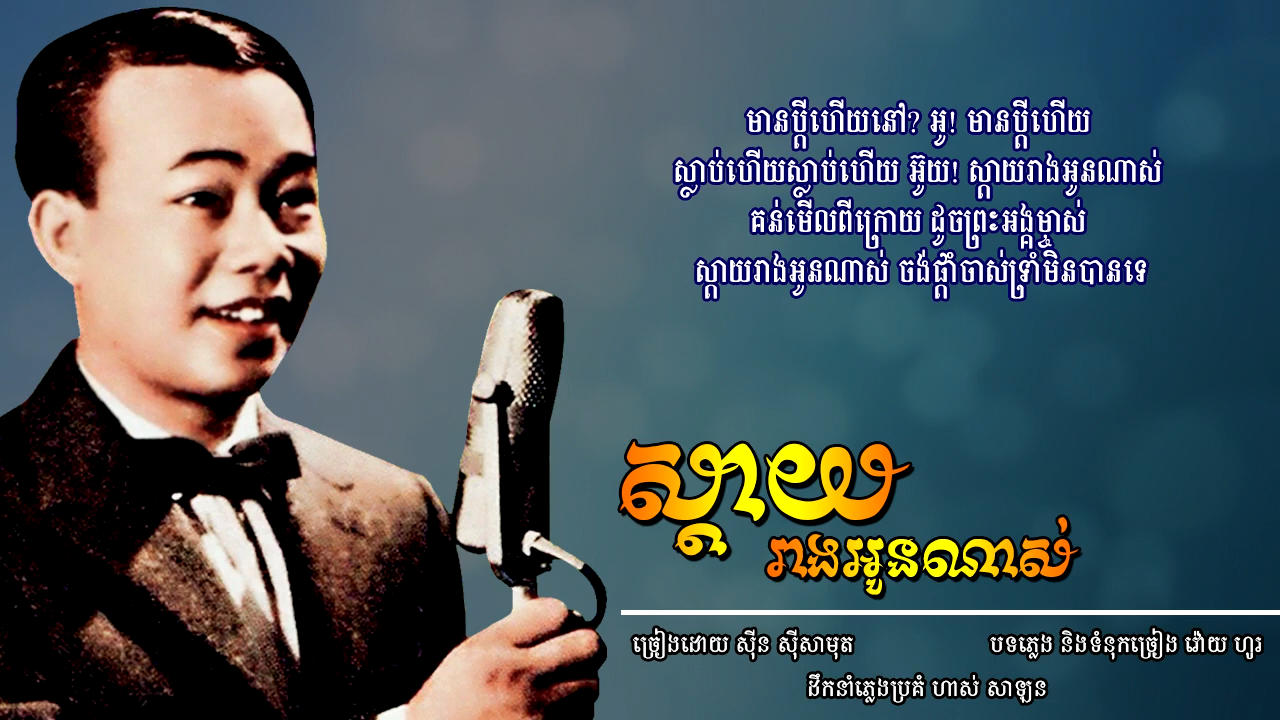 មានប្ដីហើយនៅ? អូ! មានប្ដីហើយ
ស្លាប់ហើយស្លាប់ហើយ អ៊ូយ! ស្ដាយរាងអូនណាស់
គន់មើលពីក្រោយ ដូចព្រះអង្គម្ចាស់
ស្ដាយរាងអូនណាស់ ចង់ផ្ដាំចាស់ទ្រាំមិនបានទេ
ស្ដាយ
រាងអួនណាស់
ច្រៀងដោយ ស៊ីន ស៊ីសាមុត
បទភ្លេង និងទំនុកច្រៀង វ៉ោយ ហូរ
ដឹកនាំភ្លេងប្រគំ ហាស់ សាឡន